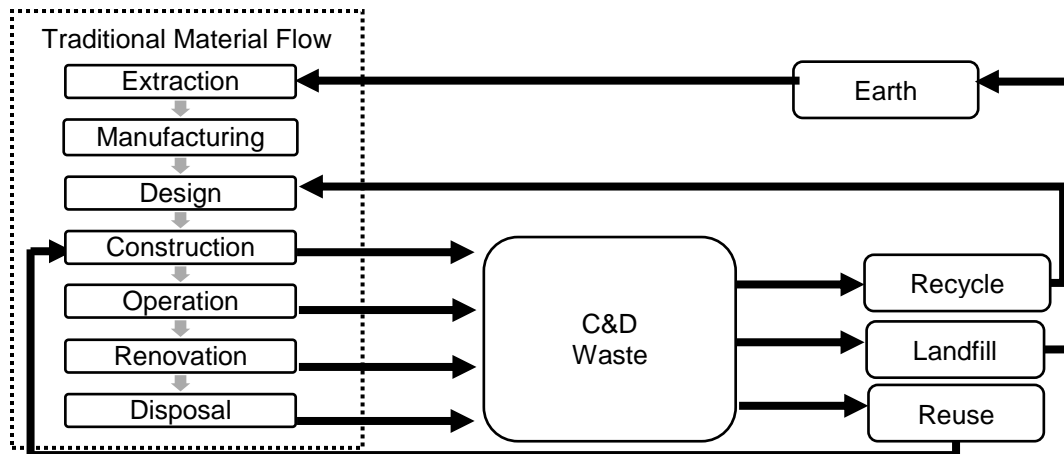 Traditional Material Flow
Extraction
Earth
Manufacturing
Design
Construction
Operation
Renovation
Disposal
C&D
Waste
Recycle
Landfill
Reuse